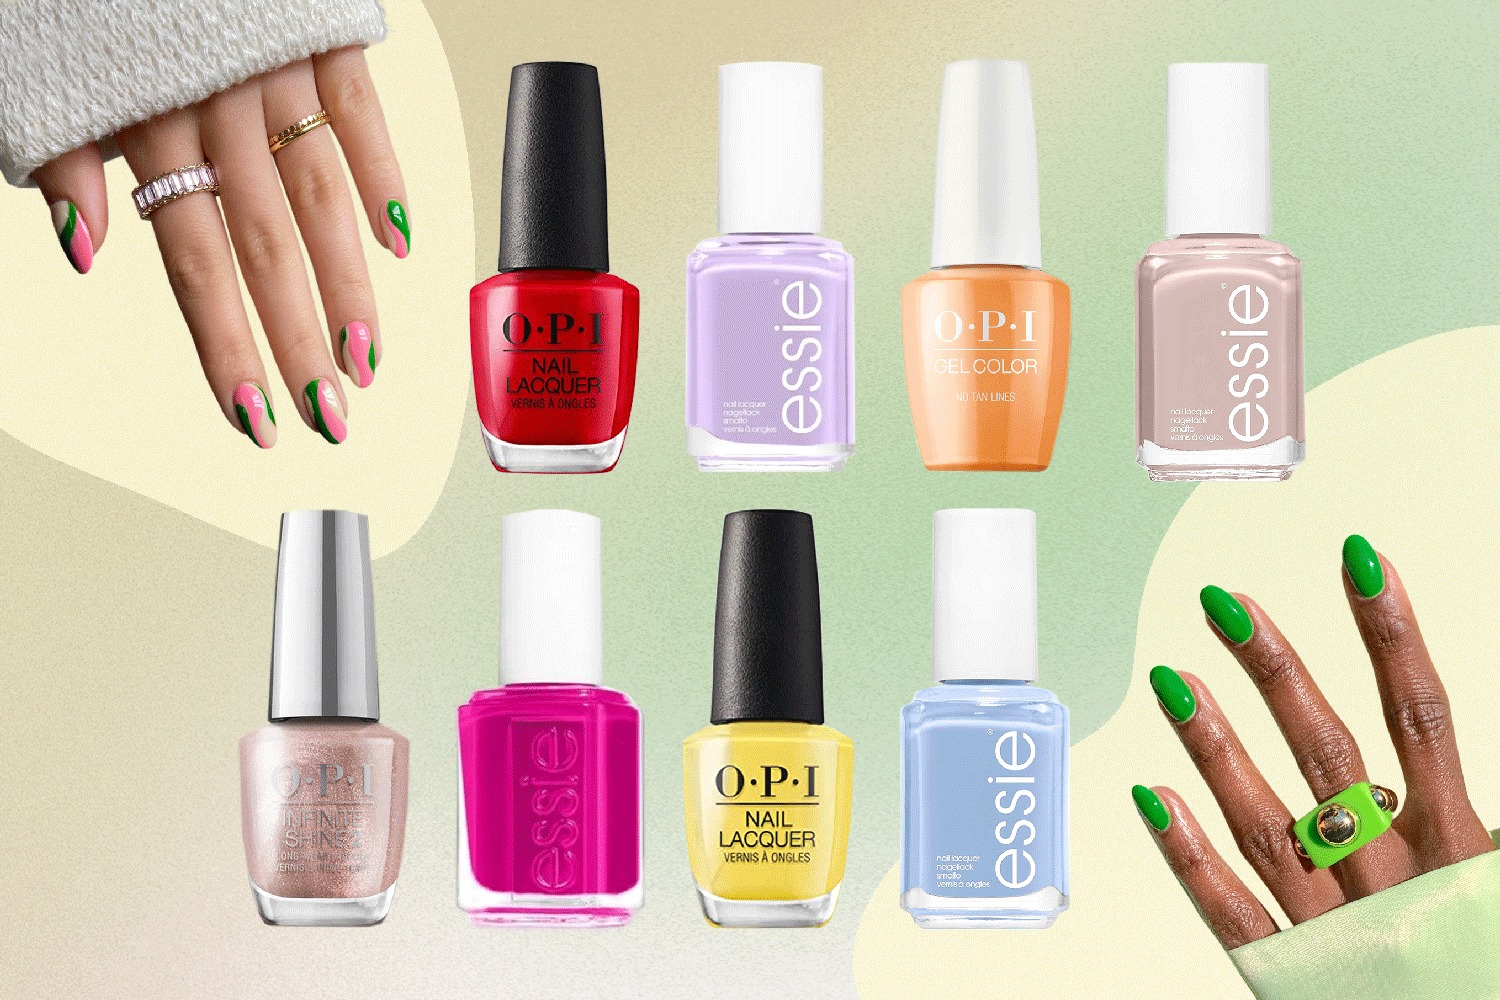 O·P·I
NAIL
LACQUER
VERNIS À ONGLES
essie
nail lacquer
nagellack
smalto
vernis à ongles
O·P·I
GEL COLOR
NO TAN LINES
essie
nail lacquer
nagellack
smalto
vernis à ongles
O·P·I
INFINITE
SHINE2
essie
O·P·I
NAIL
LACQUER
VERNIS À ONGLES
essie
nail lacquer
nagellack
smalto
vernis à ongles